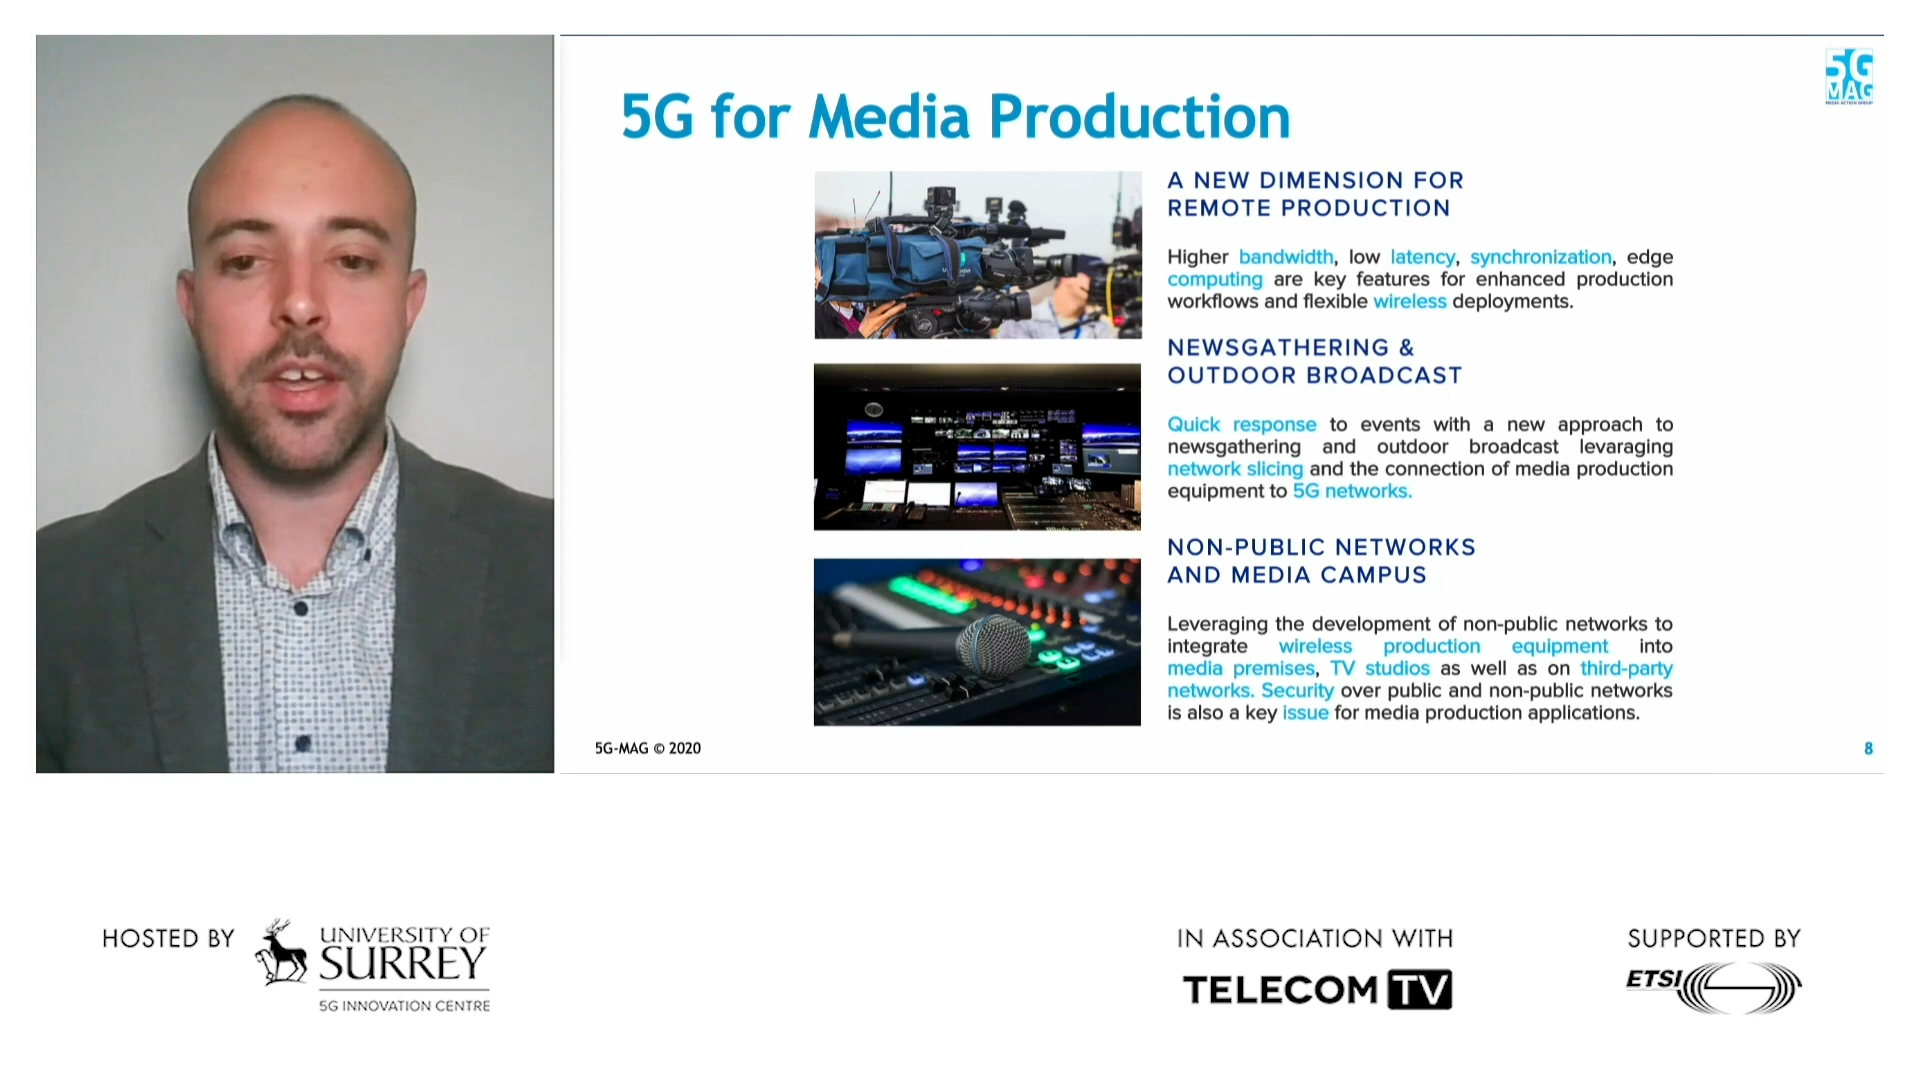 5G for Media Production
5G
MAG
MEDIA ACTION GROUP
A NEW DIMENSION FOR
REMOTE PRODUCTION
Higher bandwidth, low latency, synchronization, edge
computing are key features for enhanced production
workflows and flexible wireless deployments.
NEWSGATHERING &
OUTDOOR BROADCAST
Quick response to events with a new approach to
newsgathering and outdoor broadcast levaraging
network slicing and the connection of media production
equipment to 5G networks.
NON-PUBLIC NETWORKS
AND MEDIA CAMPUS
Leveraging the development of non-public networks to
integrate wireless production equipment into
media premises, TV studios as well as on third-party
networks. Security over public and non-public networks
is also a key issue for media production applications.
5G-MAG © 2020
8
HOSTED BY
UNIVERSITY OF
SURREY
5G INNOVATION CENTRE
IN ASSOCIATION WITH
TELECOM TV
SUPPORTED BY
ETSI